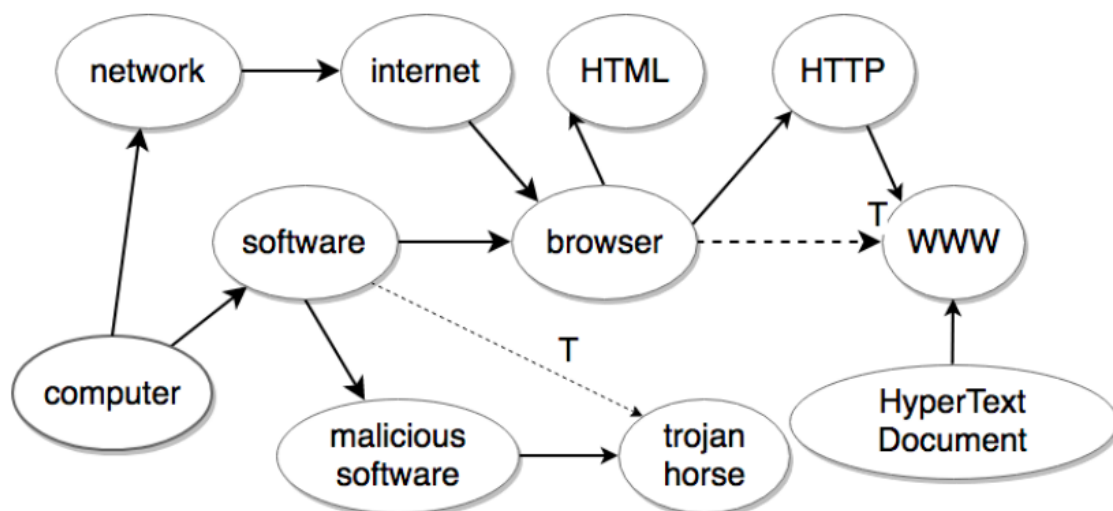 network
internet
HTML
HTTP
T
software
browser
WWW
T
computer
malicious
software
trojan
horse
HyperText
Document